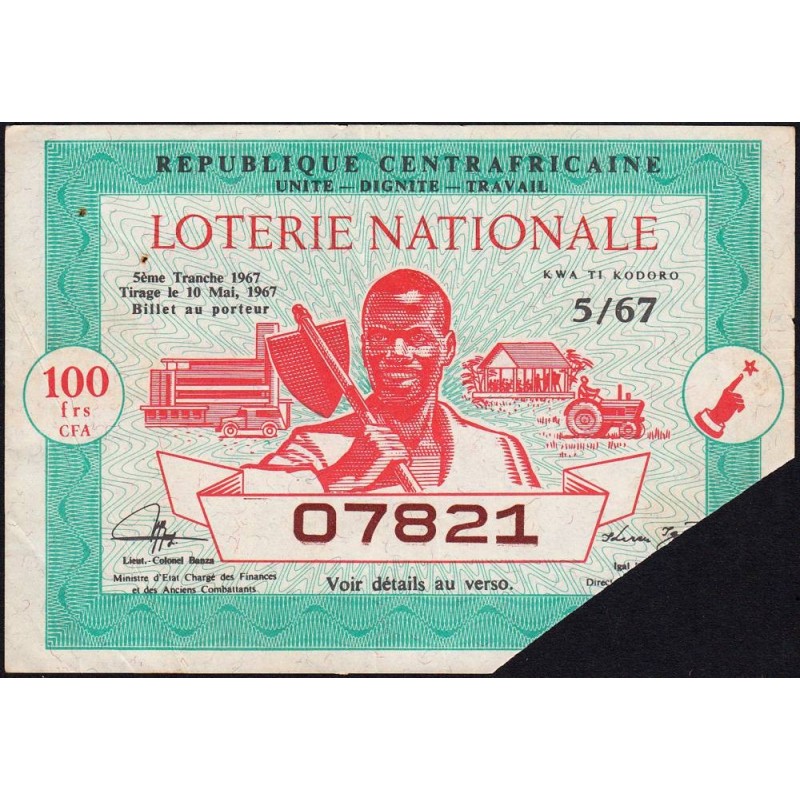 REPUBLIQUE CENTRAFRICAINE
UNITE — DIGNITE — TRAVAIL
LOTERIE NATIONALE
5ème Tranche 1967
Tirage le 10 Mai, 1967
Billet au porteur
KWA TI KODORO
5/67
100
frs
CFA
07821
Lieut.-Colonel Banza
Ministre d'Etat Chargé des Finances
et des Anciens Combattants
Voir détails au verso.
Igal
Direc